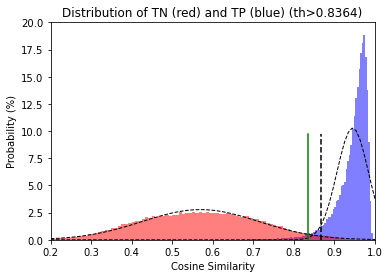 Distribution of TN (red) and TP (blue) (th>0.8364)
20.0
17.5
15.0
12.5
10.0
7.5
5.0
2.5
0.0
Probability (%)
0.2 0.3 0.4 0.5 0.6 0.7 0.8 0.9 1.0
Cosine Similarity